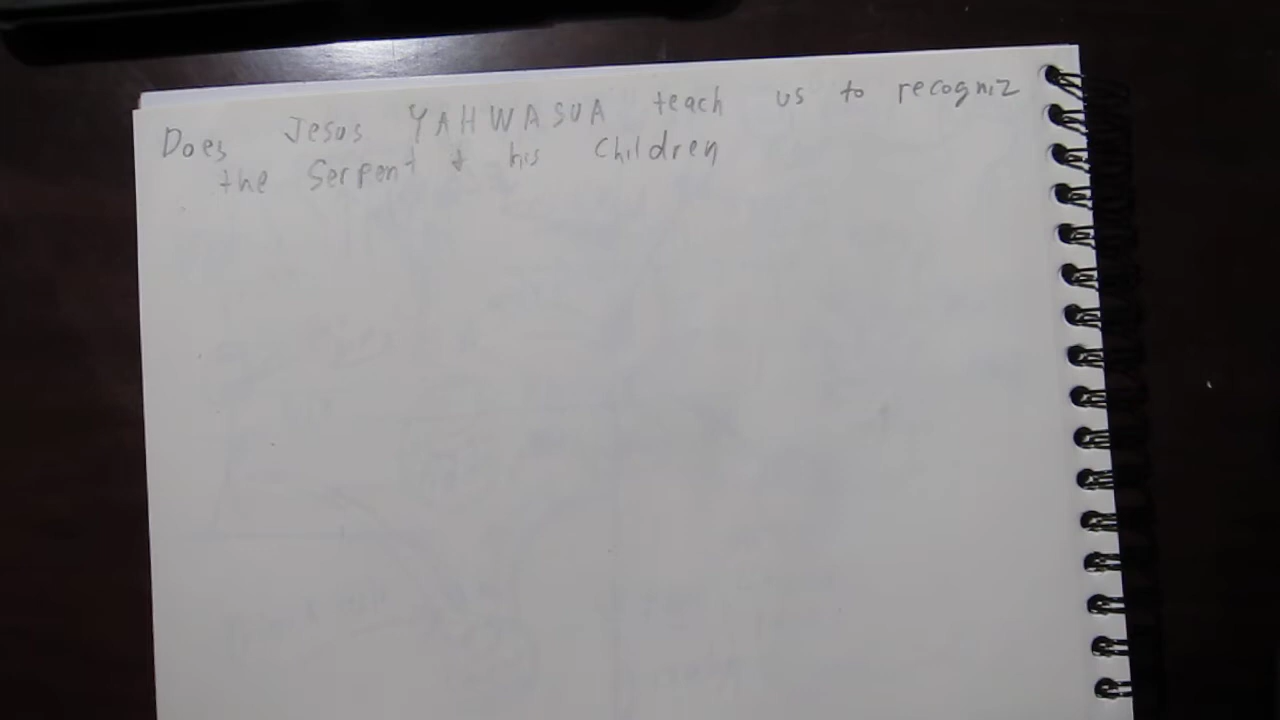 Does Jesus YAHWASUA teach us to recogniz
the Serpent + his Children